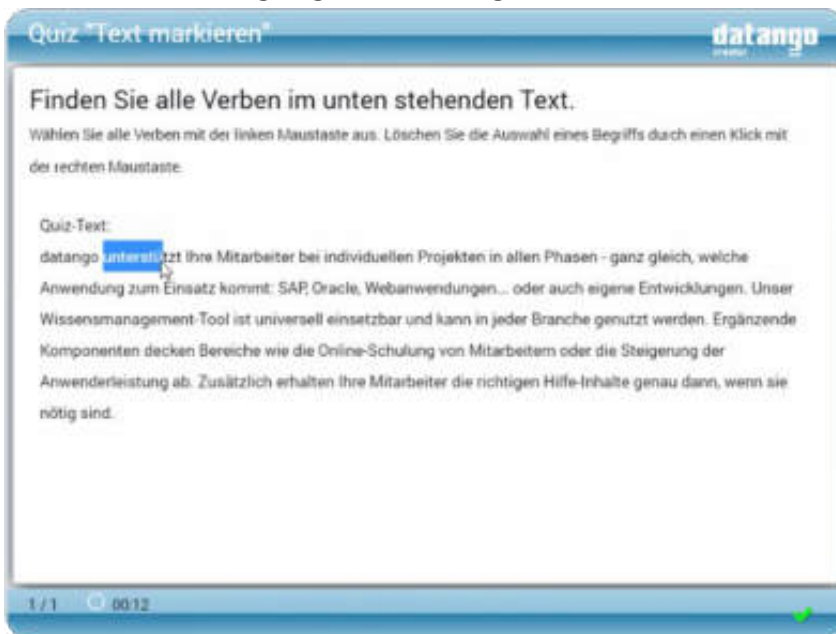 Quiz "Text markieren"
datango
creator
Finden Sie alle Verben im unten stehenden Text.
Wählen Sie alle Verben mit der linken Maustaste aus. Löschen Sie die Auswahl eines Begriffs durch einen Klick mit
der rechten Maustaste.
Quiz-Text:
datango unterstützt Ihre Mitarbeiter bei individuellen Projekten in allen Phasen - ganz gleich, welche
Anwendung zum Einsatz kommt: SAP, Oracle, Webanwendungen... oder auch eigene Entwicklungen. Unser
Wissensmanagement-Tool ist universell einsetzbar und kann in jeder Branche genutzt werden. Ergänzende
Komponenten decken Bereiche wie die Online-Schulung von Mitarbeitern oder die Steigerung der
Anwenderleistung ab. Zusätzlich erhalten Ihre Mitarbeiter die richtigen Hilfe-Inhalte genau dann, wenn sie
nötig sind.
1 / 1 00:12